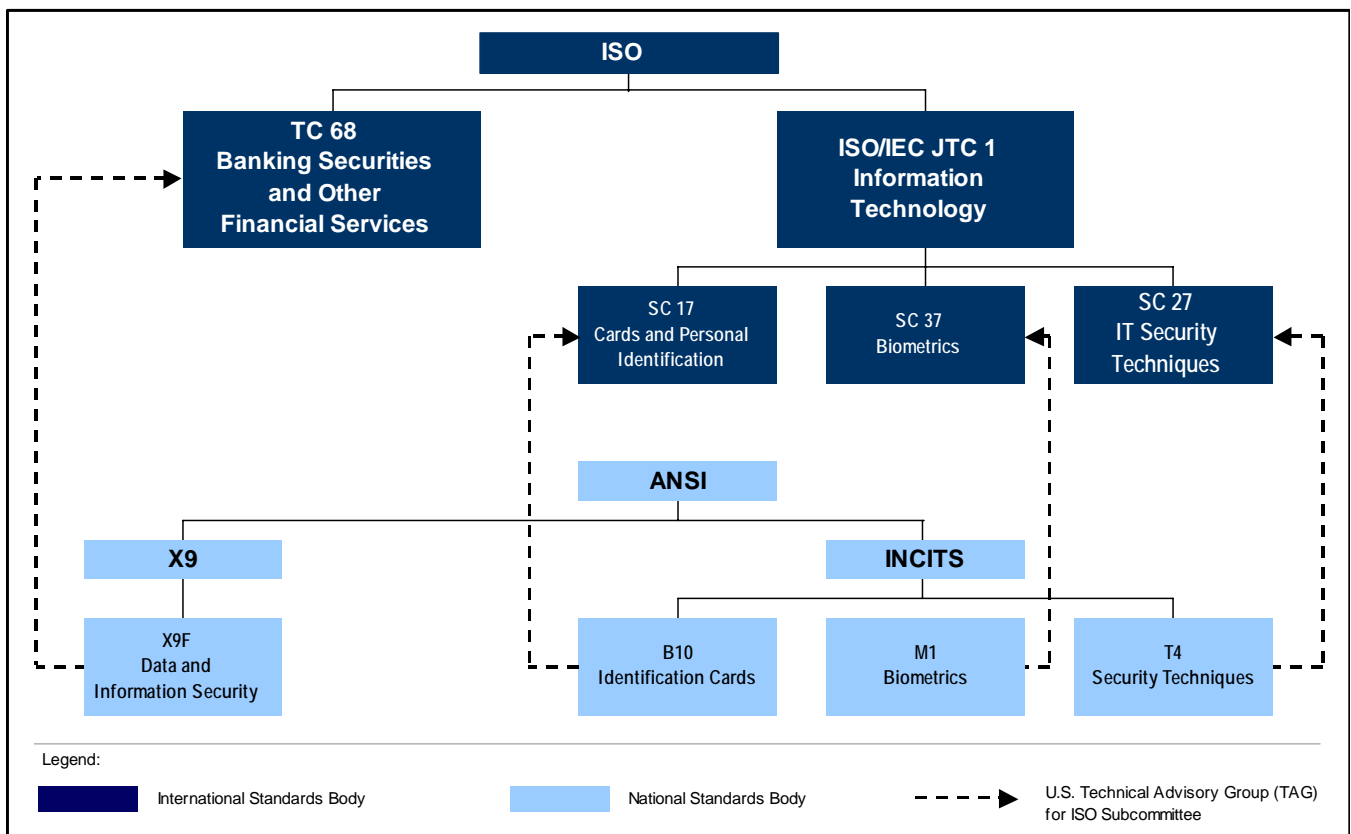 ISO
TC 68
Banking Securities
and Other
Financial Services
ISO/IEC JTC 1
Information
Technology
SC 17
Cards and Personal
Identification
SC 37
Biometrics
SC 27
IT Security
Techniques
ANSI
X9
INCITS
X9F
Data and
Information Security
B10
Identification Cards
M1
Biometrics
T4
Security Techniques
Legend:
International Standards Body
National Standards Body
U.S. Technical Advisory Group (TAG)
for ISO Subcommittee